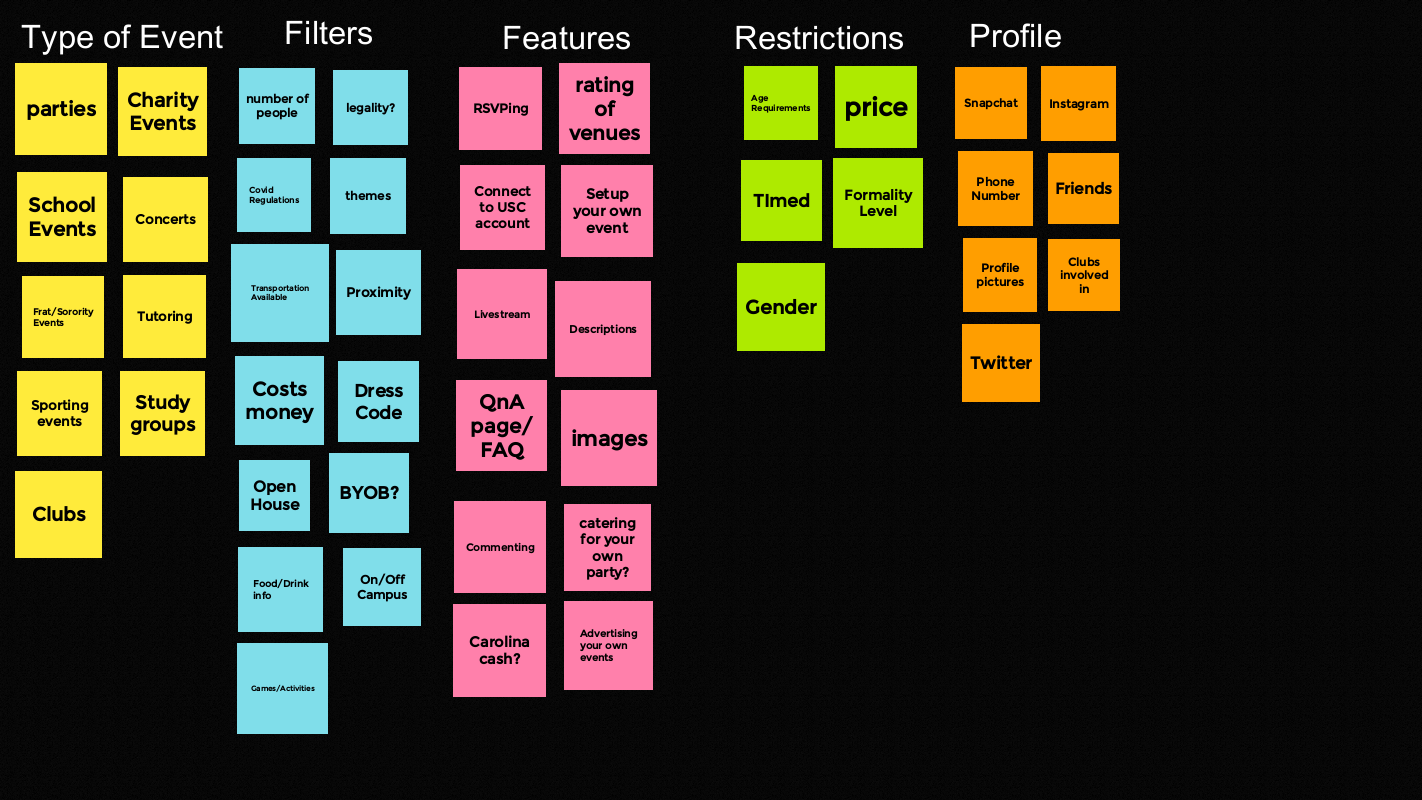 Type of Event
parties
Charity
Events
School
Events
Concerts
Frat/Sorority
Events
Tutoring
Sporting
events
Study
groups
Clubs
Filters
number of
people
legality?
Covid
Regulations
themes
Transportation
Available
Proximity
Costs
money
Dress
Code
Open
House
BYOB?
Food/Drink
info
On/Off
Campus
Games/Activities
Features
RSVPing
rating
of
venues
Connect
to USC
account
Setup
your own
event
Livestream
Descriptions
QnA
page/
FAQ
images
Commenting
catering
for your
own
party?
Carolina
cash?
Advertising
your own
events
Restrictions
Age
Requirements
price
TImed
Formality
Level
Gender
Profile
Snapchat
Instagram
Phone
Number
Friends
Profile
pictures
Clubs
involved
in
Twitter